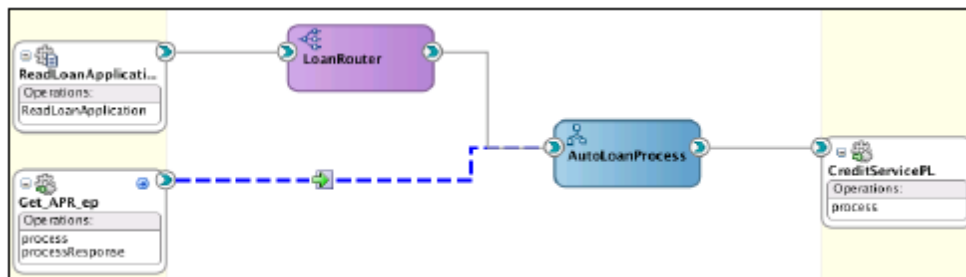 ReadLoanApplicati...
Operations:
ReadLoanApplication
LoanRouter
Get_APR_ep
Operations:
process
processResponse
AutoLoanProcess
CreditServicePL
Operations:
process